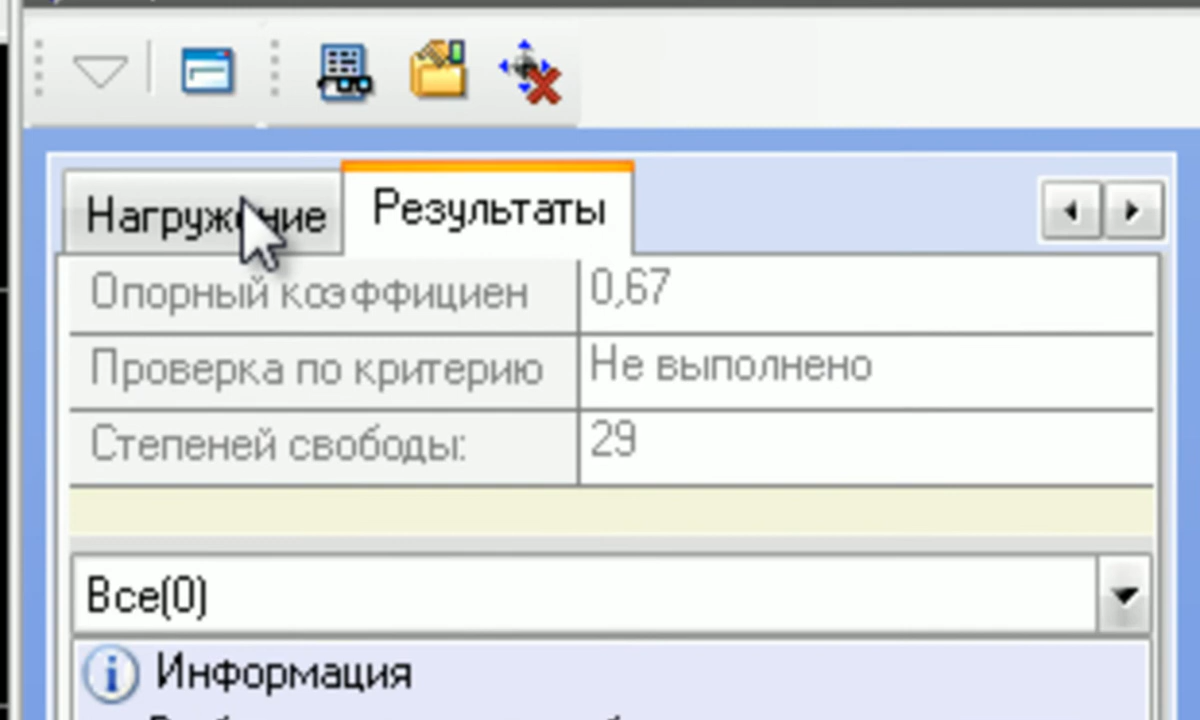 Нагружение Результаты
Опорный коэффициен 0,67
Проверка по критерию Не выполнено
Степеней свободы: 29
Все(0)
Информация